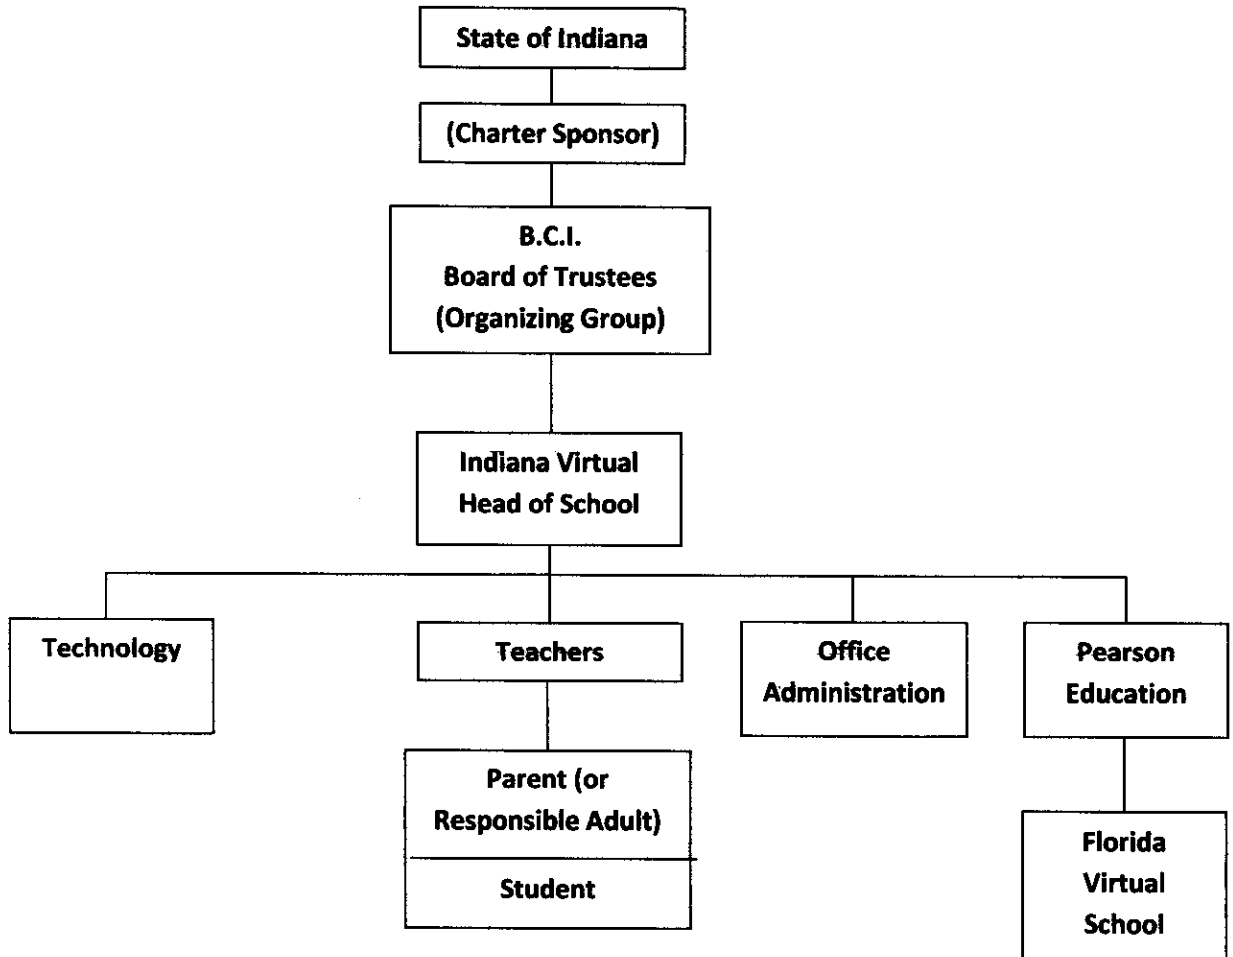 State of Indiana
(Charter Sponsor)
B.C.I.
Board of Trustees
(Organizing Group)
Indiana Virtual
Head of School
Technology
Teachers
Office
Administration
Pearson
Education
Parent (or
Responsible Adult)
Student
Florida
Virtual
School